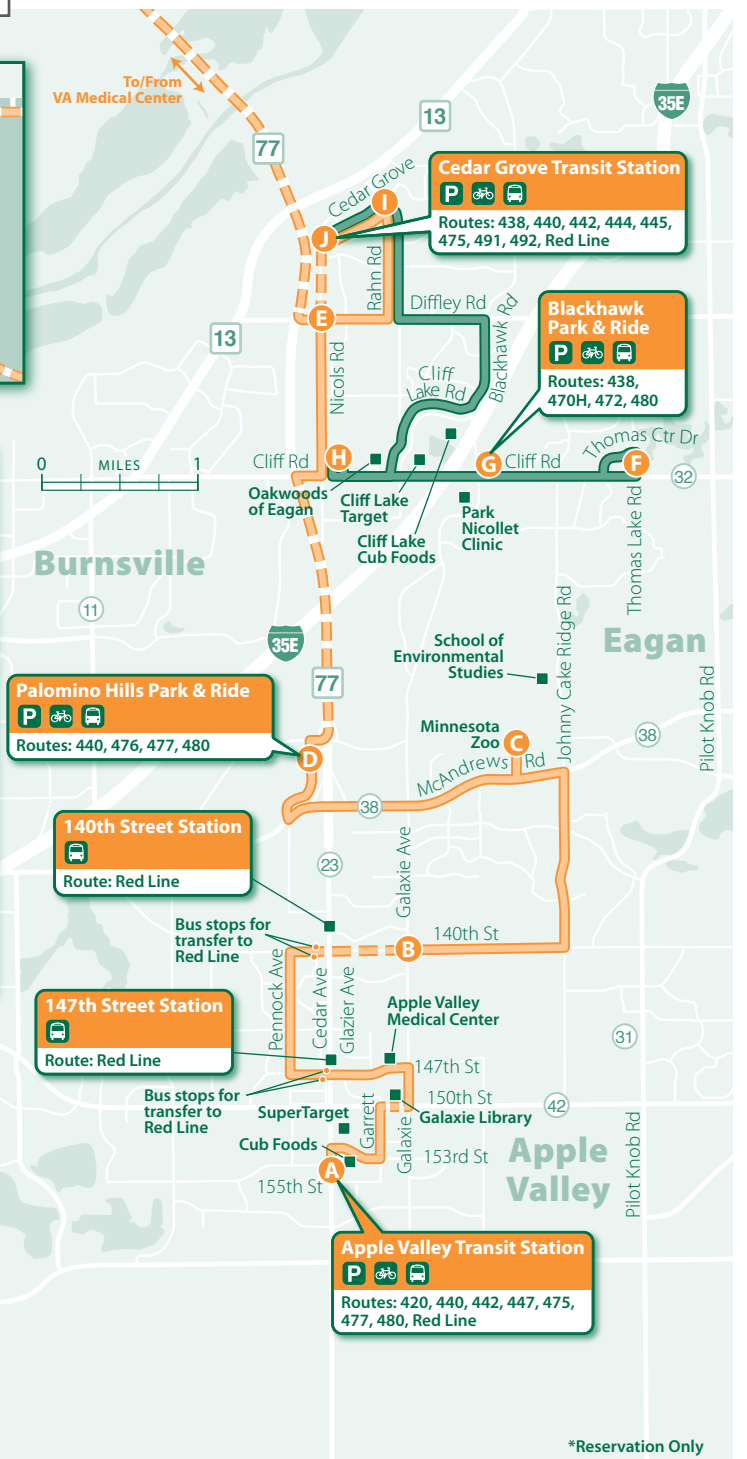 To/From
VA Medical Center
35E
13
77
Cedar Grove
I
J
Cedar Grove Transit Station
P
Routes: 438, 440, 442, 444, 445,
475, 491, 492, Red Line
Rahn Rd
Diffley Rd
Blackhawk Rd
E
13
Nicols Rd
Blackhawk
Park & Ride
P
Routes: 438,
470H, 472, 480
Cliff
Lake Rd
0 MILES 1
Cliff Rd
H
G
Cliff Rd
Thomas Ctr Dr
F
32
Oakwoods
of Eagan
Cliff Lake
Target
Cliff Lake
Cub Foods
Park
Nicollet
Clinic
Thomas Lake Rd
Burnsville
11
35E
77
School of
Environmental
Studies
Johnny Cake Ridge Rd
Eagan
Pilot Knob Rd
Palomino Hills Park & Ride
P
Routes: 440, 476, 477, 480
D
Minnesota
Zoo
C
38
McAndrews Rd
38
140th Street Station
Route: Red Line
23
Galaxie Ave
Bus stops for
transfer to
Red Line
B
140th St
Pennock Ave
Cedar Ave
Glazier Ave
147th Street Station
Route: Red Line
Apple Valley
Medical Center
31
147th St
Bus stops for
transfer to
Red Line
150th St
42
SuperTarget
Galaxie Library
Garrett
Galaxie
Cub Foods
153rd St
A
155th St
Apple
Valley
Pilot Knob Rd
Apple Valley Transit Station
P
Routes: 420, 440, 442, 447, 475,
477, 480, Red Line
*Reservation Only